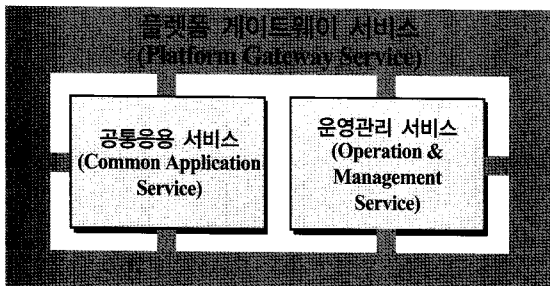 플랫폼 게이트웨이 서비스
(Platform Gateway Service)
공통응용 서비스
(Common Application
Service)
운영관리 서비스
(Operation &
Management
Service)